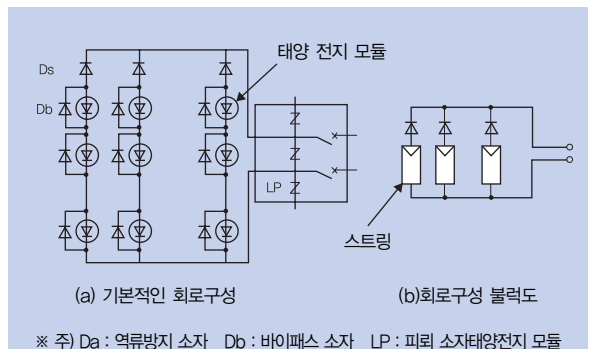 태양 전지 모듈
Ds
Db
LP
스트링
(a) 기본적인 회로구성
(b)회로구성 불럭도
※ 주) Da : 역류방지 소자 Db : 바이패스 소자 LP : 피뢰 소자태양전지 모듈